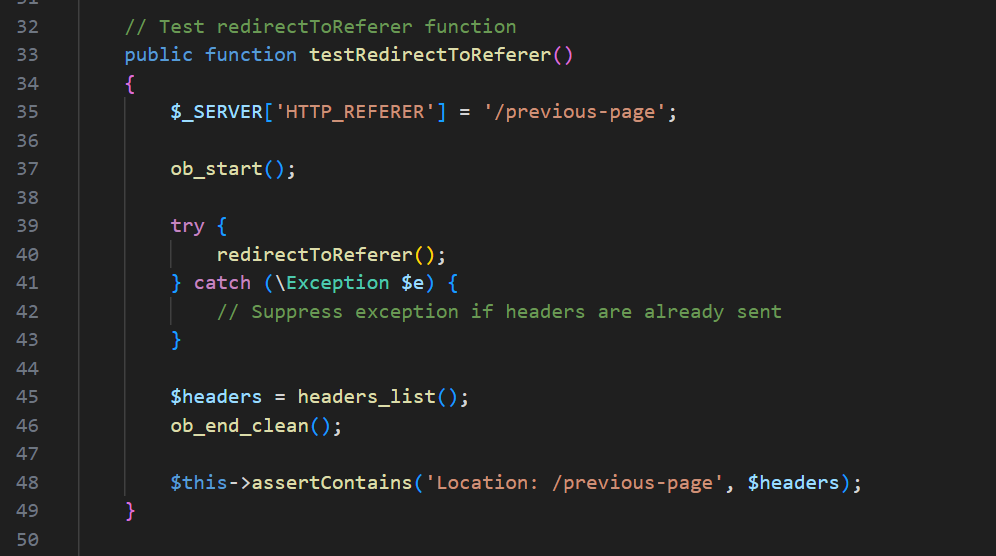 31
32 // Test redirectToReferer function
33 public function testRedirectToReferer()
34 {
35 $_SERVER['HTTP_REFERER'] = '/previous-page';
36
37 ob_start();
38
39 try {
40 redirectToReferer();
41 } catch (\Exception $e) {
42 // Suppress exception if headers are already sent
43 }
44
45 $headers = headers_list();
46 ob_end_clean();
47
48 $this->assertContains('Location: /previous-page', $headers);
49 }
50